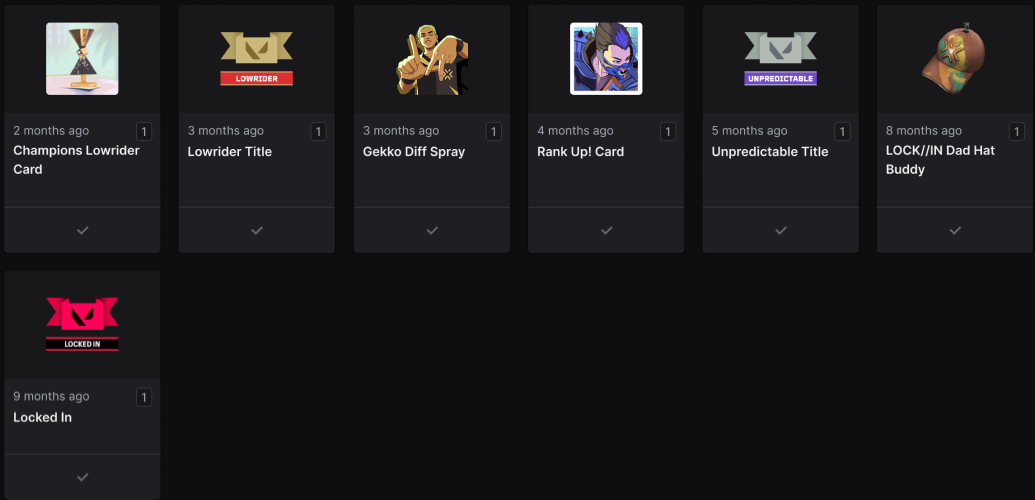 LOWRIDER
UNPREDICTABLE
2 months ago 1
Champions Lowrider
Card
3 months ago 1
Lowrider Title
3 months ago 1
Gekko Diff Spray
4 months ago 1
Rank Up! Card
5 months ago 1
Unpredictable Title
8 months ago 1
LOCK//IN Dad Hat
Buddy
LOCKED IN
9 months ago 1
Locked In